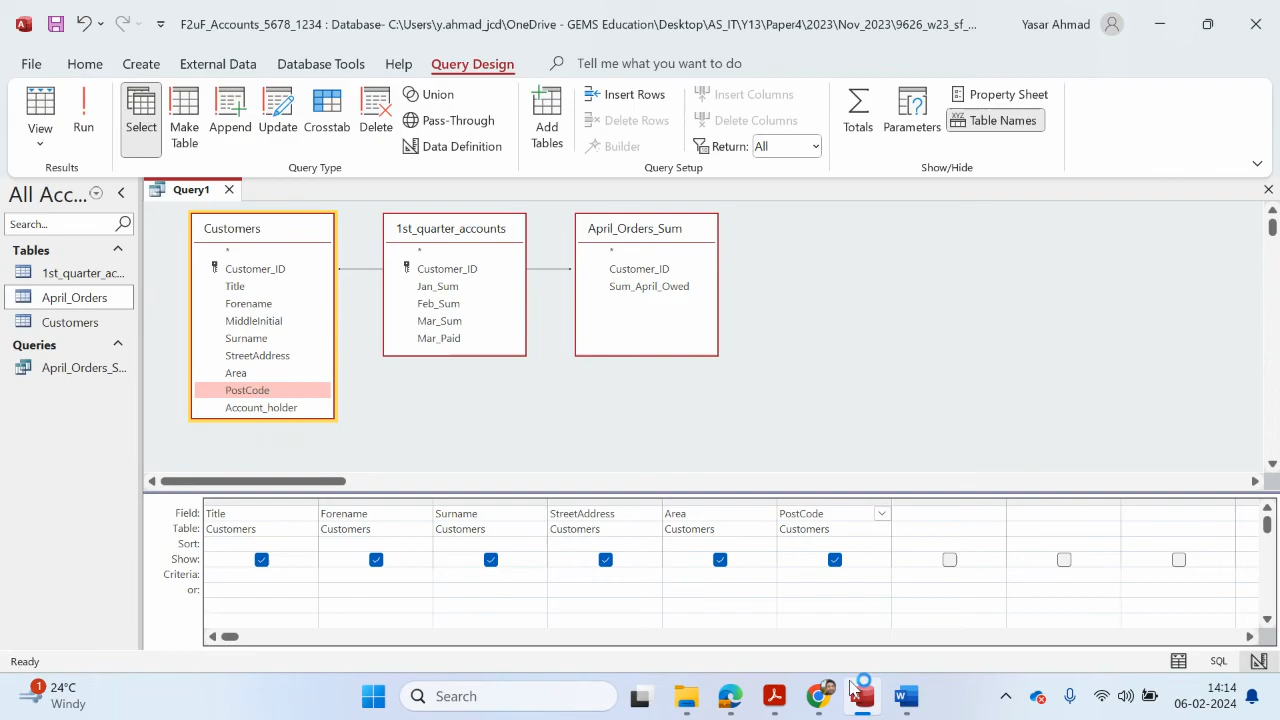 F2uF_Accounts_5678_1234 : Database- C:\Users\y.ahmad_jcd\OneDrive - GEMS Education\Desktop\AS_IT\Y13\Paper4\2023\Nov_2023\9626_w23_sf_... Yasar Ahmad
File Home Create External Data Database Tools Help Query Design Tell me what you want to do
View Run Select Make Table Append Update Crosstab Delete
Union
Pass-Through
Data Definition
Add Tables
Insert Rows Insert Columns
Delete Rows Delete Columns
Builder Return: All
Totals Parameters
Property Sheet
XYZ Table Names
Results Query Type Query Setup Show/Hide
All Acc...
Search...
Tables
1st_quarter_ac...
April_Orders
Customers
Queries
April_Orders_S...
Query1
Customers
*
Customer_ID
Title
Forename
MiddleInitial
Surname
StreetAddress
Area
PostCode
Account_holder
1st_quarter_accounts
*
Customer_ID
Jan_Sum
Feb_Sum
Mar_Sum
Mar_Paid
April_Orders_Sum
*
Customer_ID
Sum_April_Owed
Field: Title Forename Surname StreetAddress Area PostCode
Table: Customers Customers Customers Customers Customers Customers
Sort:
Show:
Criteria:
or:
Ready SQL
1 24°C
Windy
Search
14:14
06-02-2024